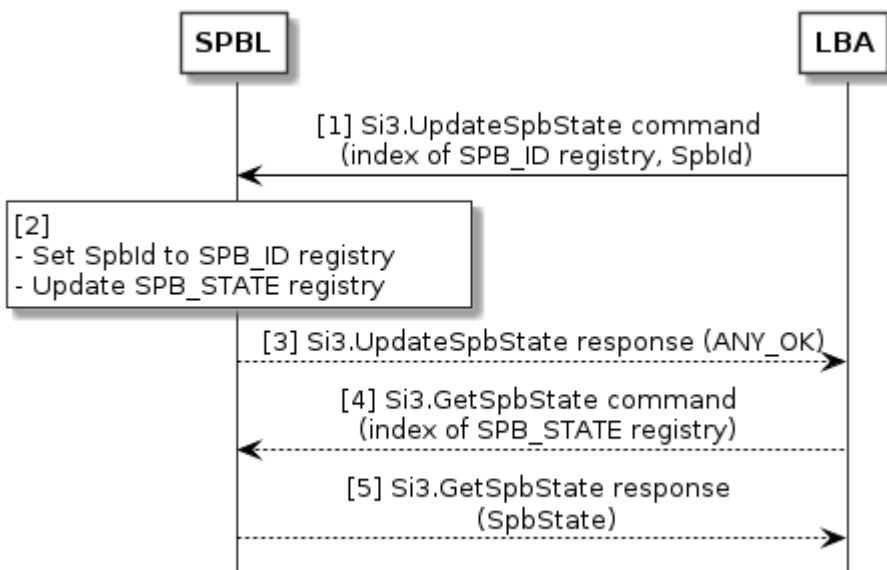 SPBL LBA
[1] Si3.UpdateSpbState command
(index of SPB_ID registry, SpbId)
[2]
- Set SpbId to SPB_ID registry
- Update SPB_STATE registry
[3] Si3.UpdateSpbState response (ANY_OK)
[4] Si3.GetSpbState command
(index of SPB_STATE registry)
[5] Si3.GetSpbState response
(SpbState)